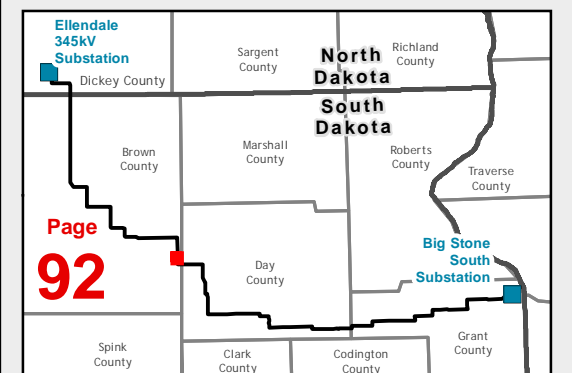 Ellendale
345kV
Substation
Dickey County
Sargent
County
North
Dakota
Richland
County
South
Dakota
Brown
County
Marshall
County
Roberts
County
Traverse
County
Page
92
Day
County
Big Stone
South
Substation
Spink
County
Clark
County
Codington
County
Grant
County